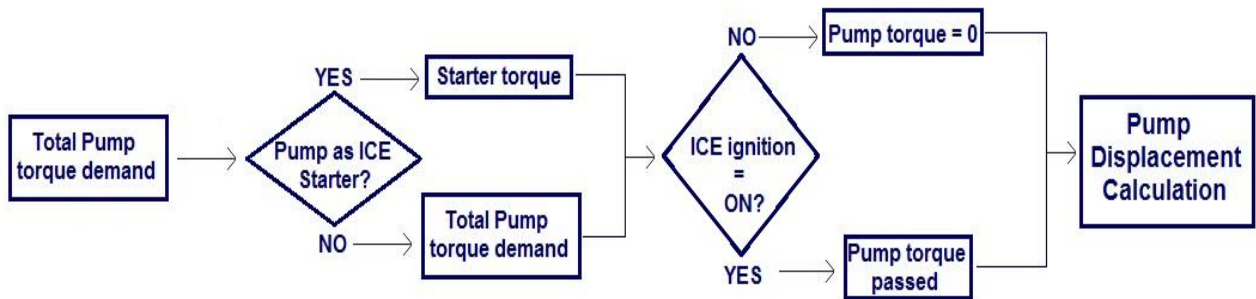 Total Pump
torque demand
Pump as ICE
Starter?
YES
Starter torque
NO
Total Pump
torque demand
ICE ignition
=
ON?
NO
Pump torque = 0
YES
Pump torque
passed
Pump
Displacement
Calculation